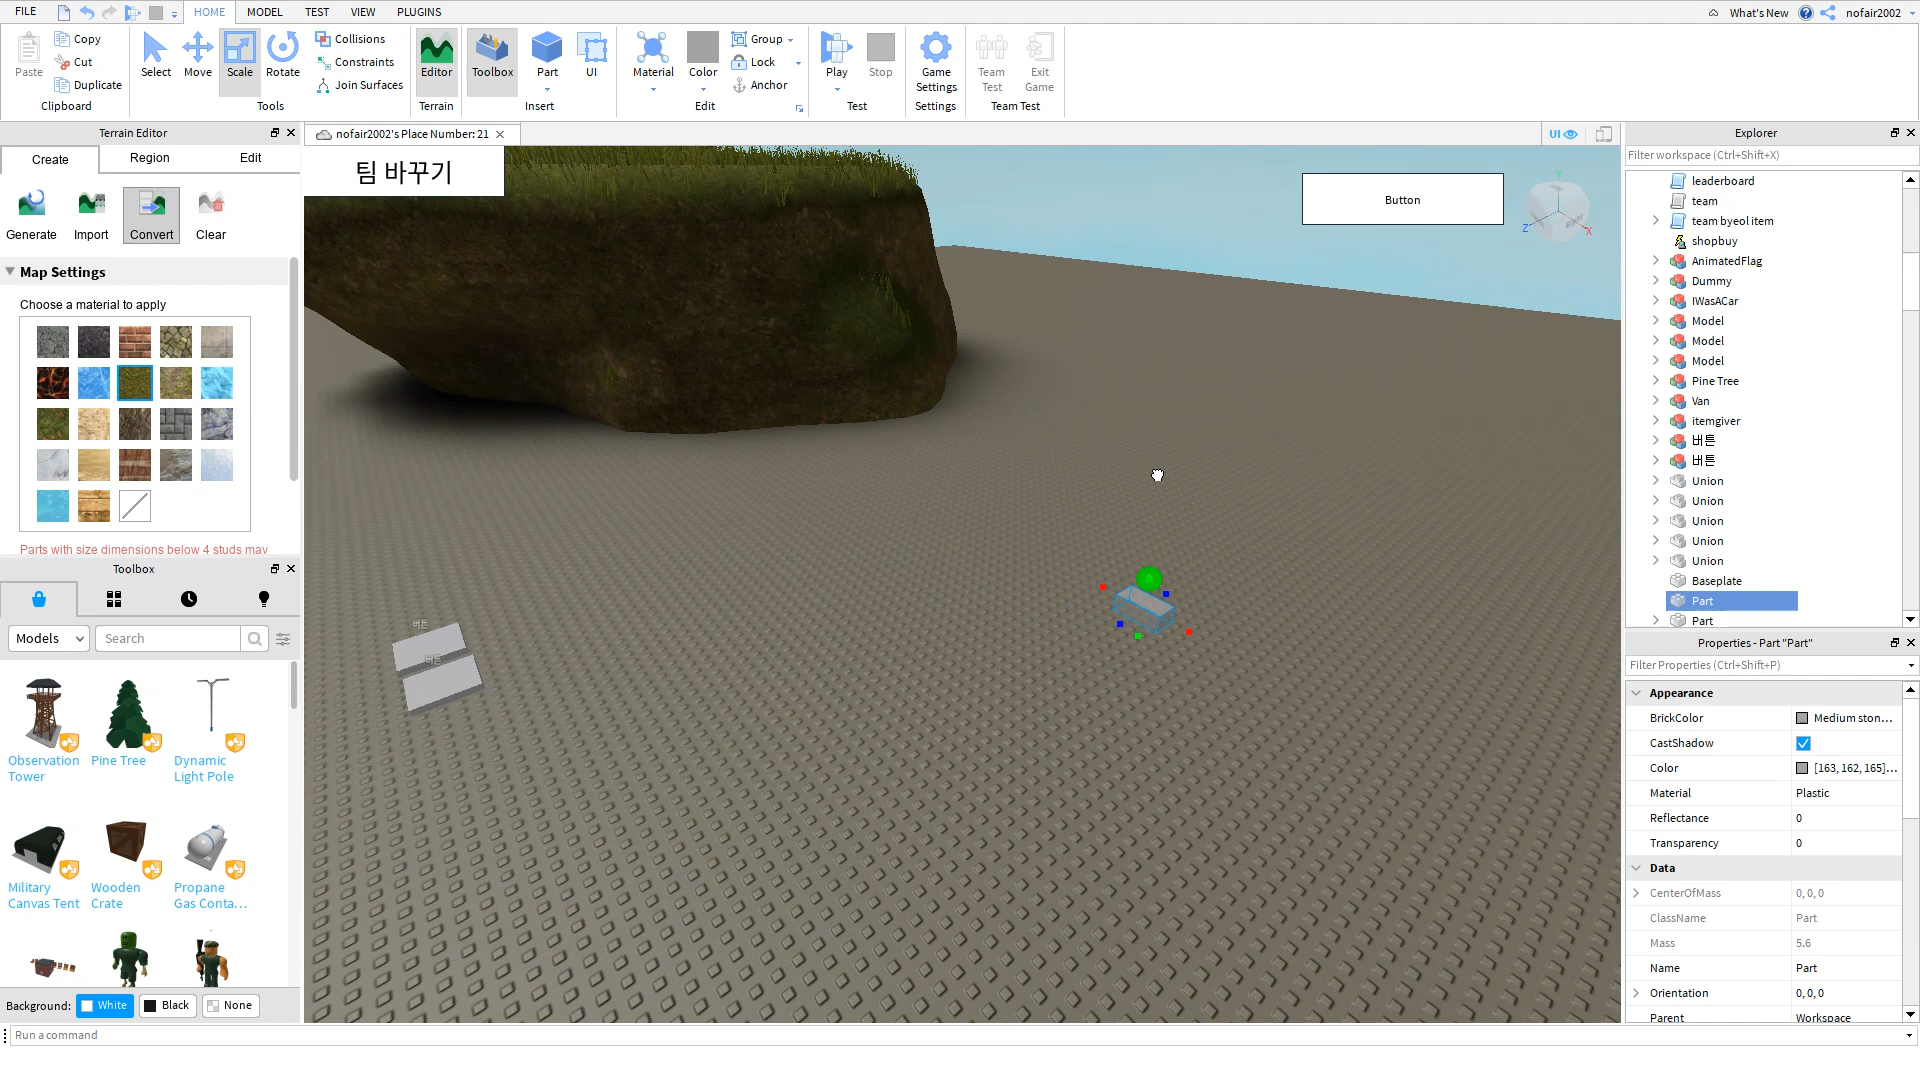 FILE HOME MODEL TEST VIEW PLUGINS What's New nofair2002
Paste Copy Cut Duplicate Clipboard
Select Move Scale Rotate Collisions Constraints Join Surfaces Tools
Editor Terrain
Toolbox Part UI Insert
Material Color Group Lock Anchor Edit
Play Stop Test
Game Settings Settings
Team Test Exit Game Team Test
Terrain Editor
Create Region Edit
Generate Import Convert Clear
Map Settings
Choose a material to apply
Parts with size dimensions below 4 studs may
Toolbox
Models Search
Observation Tower
Pine Tree
Dynamic Light Pole
Military Canvas Tent
Wooden Crate
Propane Gas Conta...
Background: White Black None
Run a command
nofair2002's Place Number: 21
UI
팀 바꾸기
Button
Y
Z
X
버튼
버튼
Explorer
Filter workspace (Ctrl+Shift+X)
leaderboard
team
team byeol item
shopbuy
AnimatedFlag
Dummy
IWasACar
Model
Model
Model
Pine Tree
Van
itemgiver
버튼
버튼
Union
Union
Union
Union
Union
Baseplate
Part
Part
Properties - Part "Part"
Filter Properties (Ctrl+Shift+P)
Appearance
BrickColor Medium ston...
CastShadow
Color [163, 162, 165]...
Material Plastic
Reflectance 0
Transparency 0
Data
CenterOfMass 0, 0, 0
ClassName Part
Mass 5.6
Name Part
Orientation 0, 0, 0
Parent Workspace